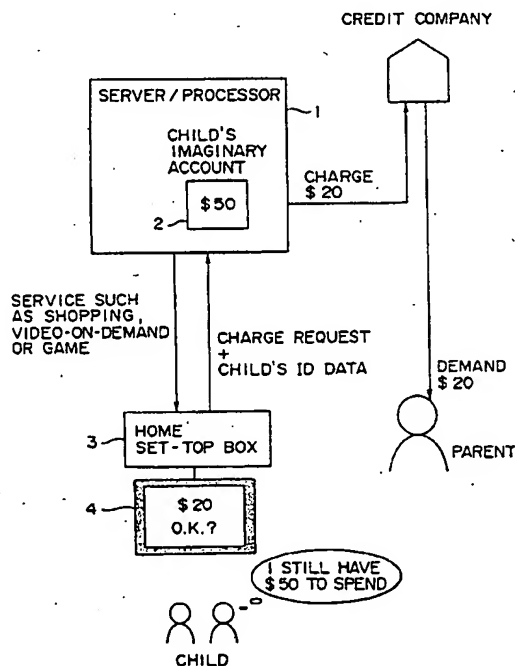 CREDIT COMPANY
SERVER/PROCESSOR
1
CHILD'S
IMAGINARY
ACCOUNT
2
$50
CHARGE
$20
SERVICE SUCH
AS SHOPPING,
VIDEO-ON-DEMAND
OR GAME
CHARGE REQUEST
+
CHILD'S ID DATA
DEMAND
$20
PARENT
3
HOME
SET-TOP BOX
4
$20
O.K.?
I STILL HAVE
$50 TO SPEND
CHILD